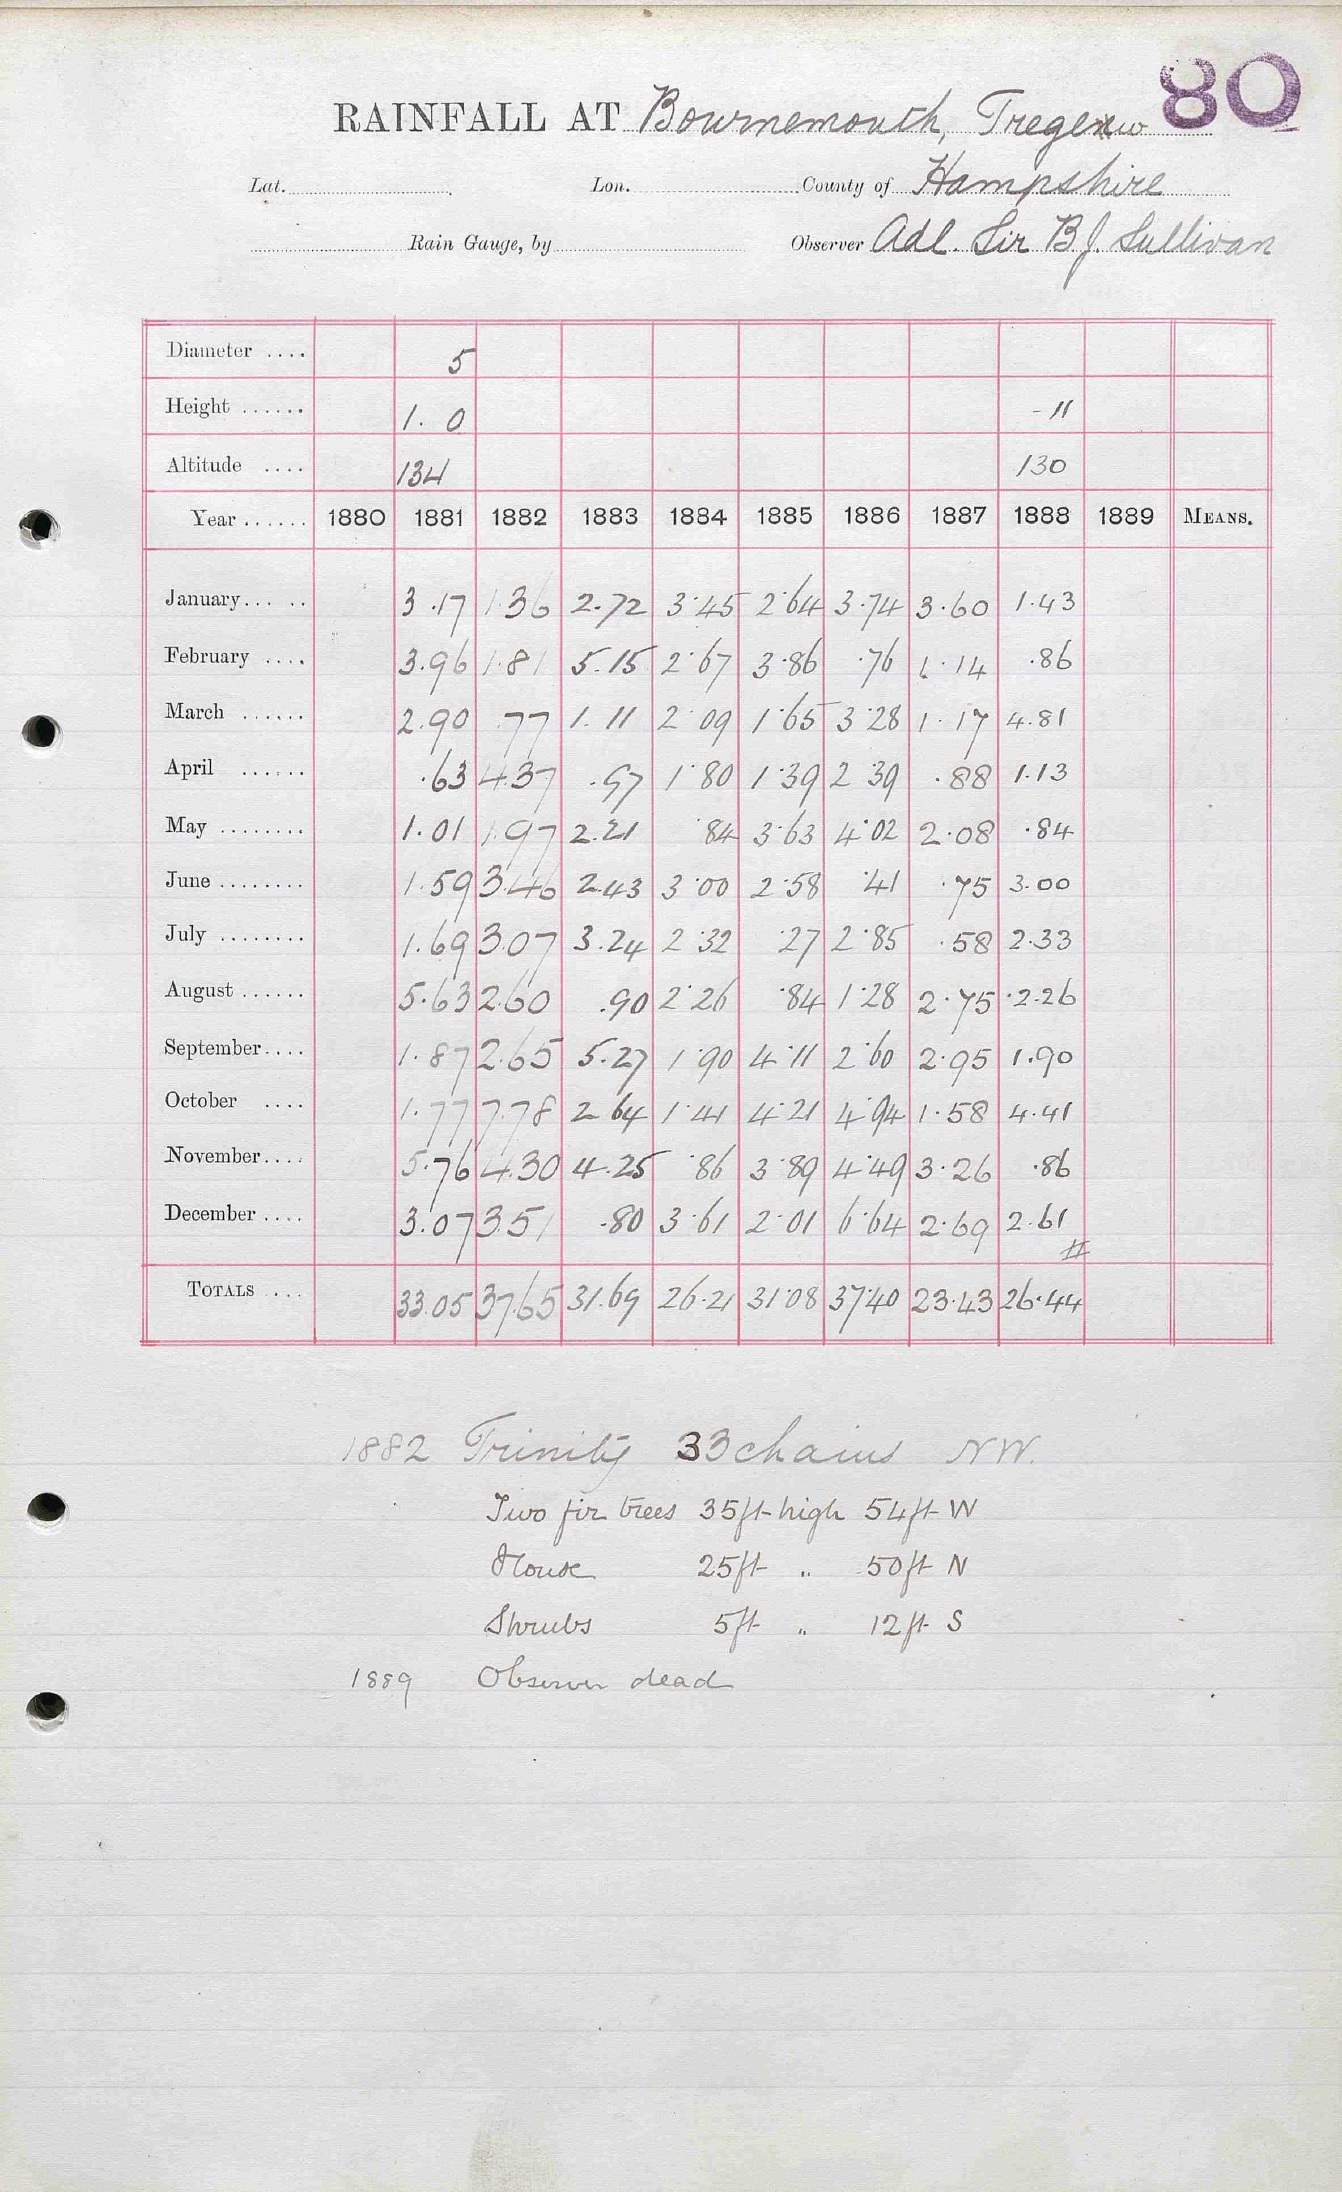 80
RAINFALL AT Bournemouth, Tregenw
Lat. Lon. County of Hampshire
Rain Gauge, by Observer Adl. Sir B J. Sullivan
Diameter .... 5
Height ...... 1. 0 - 11
Altitude .... 134 130
Year ...... 1880 1881 1882 1883 1884 1885 1886 1887 1888 1889 MEANS.
January... .. 3.17 1.36 2.72 3.45 2.64 3.74 3.60 1.43
February .... 3.96 1.81 5.15 2.67 3.86 .76 1.14 .86
March ...... 2.90 .77 1.11 2.09 1.65 3.28 1.17 4.81
April ...... .63 4.37 .97 1.80 1.39 2.39 .88 1.13
May ........ 1.01 1.97 2.21 .84 3.63 4.02 2.08 .84
June ........ 1.59 3.46 2.43 3.00 2.58 .41 .75 3.00
July ........ 1.69 3.07 3.24 2.32 .27 2.85 .58 2.33
August ...... 5.63 2.60 .90 2.26 .84 1.28 2.75 .2.26
September.... 1.87 2.65 5.27 1.90 4.11 2.60 2.95 1.90
October .... 1.77 7.78 2.64 1.41 4.21 4.94 1.58 4.41
November.... 5.76 4.30 4.25 .86 3.89 4.49 3.26 .86
December .... 3.07 3.51 .80 3.61 2.01 6.64 2.69 2.61
TOTALS .... 33.05 37.65 31.69 26.21 31.08 37.40 23.43 26.44
1882 Trinity 33 chains NW.
Two fir trees 35ft high 54ft W
House 25ft " 50ft N
Shrubs 5ft " 12ft S
1889 Observer dead